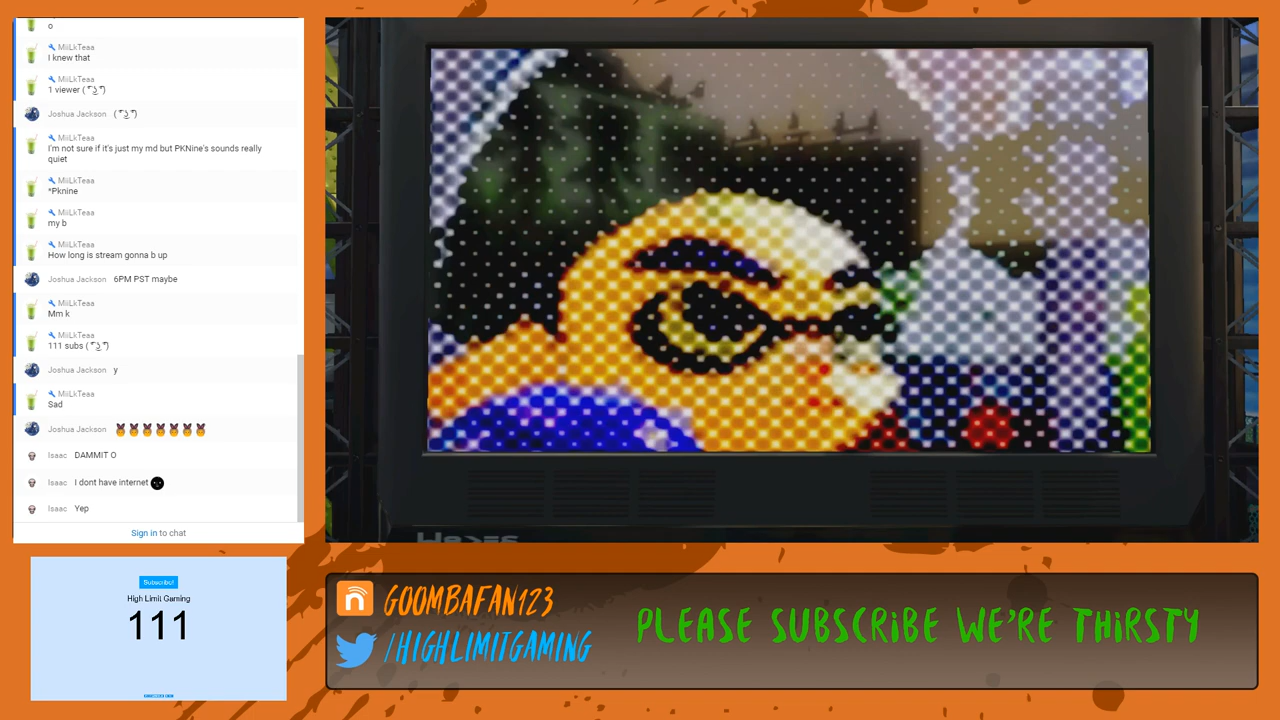 o
MiiLkTeaa
I knew that
MiiLkTeaa
1 viewer ( ͡° ͜ʖ ͡°)
Joshua Jackson ( ͡° ͜ʖ ͡°)
MiiLkTeaa
I'm not sure if it's just my md but PKNine's sounds really
quiet
MiiLkTeaa
*Pknine
MiiLkTeaa
my b
MiiLkTeaa
How long is stream gonna b up
Joshua Jackson 6PM PST maybe
MiiLkTeaa
Mm k
MiiLkTeaa
111 subs ( ͡° ͜ʖ ͡°)
Joshua Jackson y
MiiLkTeaa
Sad
Joshua Jackson
Isaac DAMMIT O
Isaac I dont have internet
Isaac Yep
Sign in to chat
Subscribe!
High Limit Gaming
111
GOOMBAFAN123
/HIGHLIMITGAMING
PLEASE SUBSCRIBE WE'RE THIRSTY